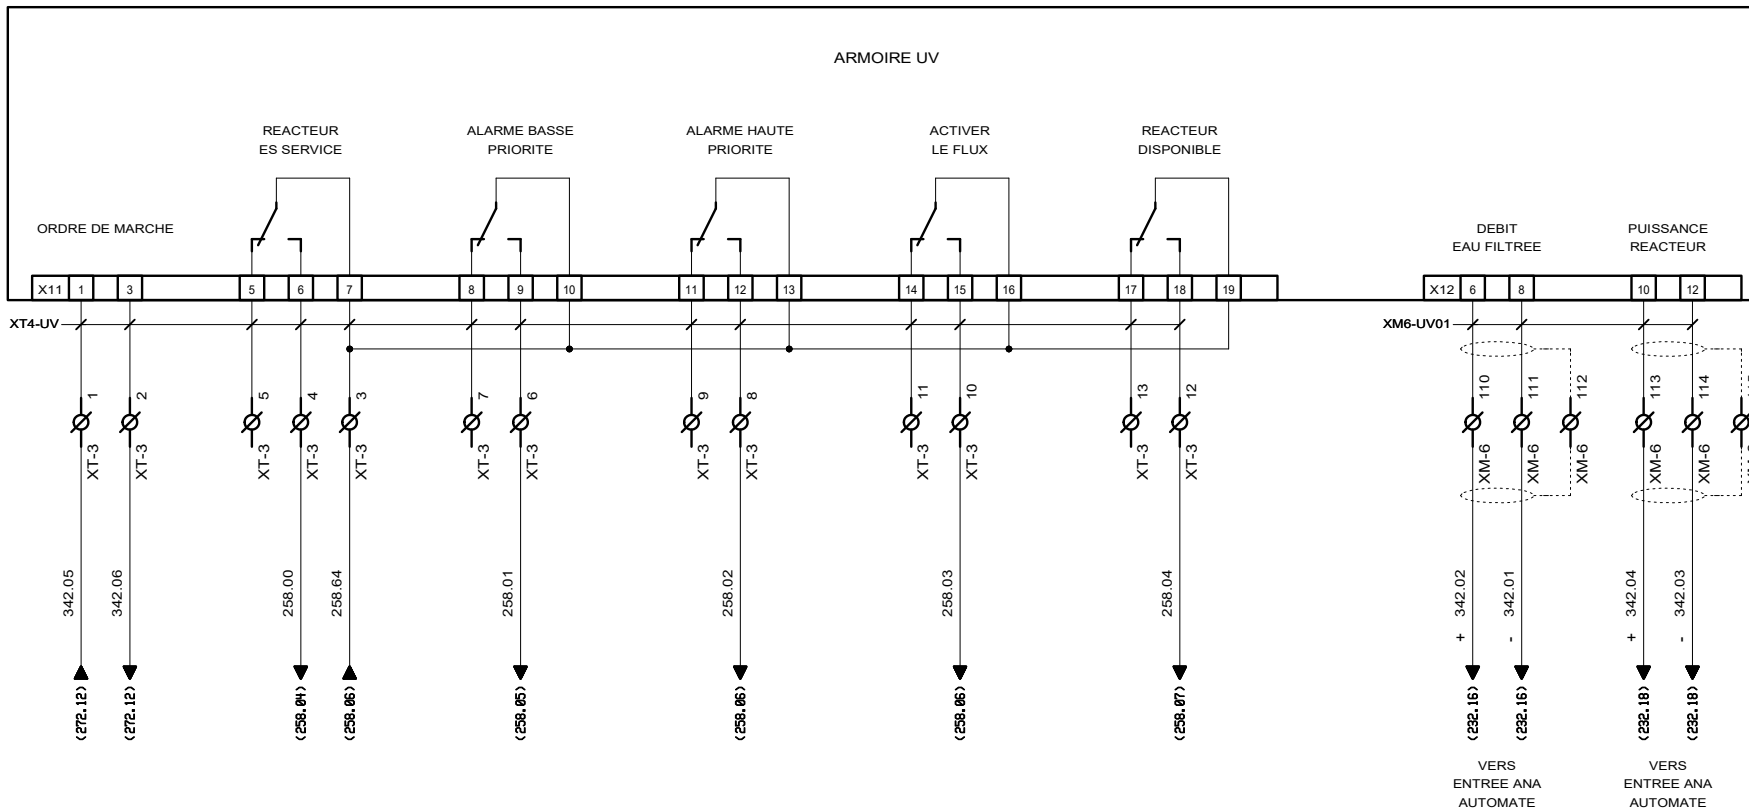 ARMOIRE UV
REACTEUR
ES SERVICE
ALARME BASSE
PRIORITE
ALARME HAUTE
PRIORITE
ACTIVER
LE FLUX
REACTEUR
DISPONIBLE
ORDRE DE MARCHE
DEBIT
EAU FILTREE
PUISSANCE
REACTEUR
X11 1 3 5 6 7 8 9 10 11 12 13 14 15 16 17 18 19
X12 6 8 10 12
XT4-UV
XM6-UV01
1 2 5 4 3 7 6 9 8 11 10 13 12 110 111 112 113 114
XT-3 XT-3 XT-3 XT-3 XT-3 XT-3 XT-3 XT-3 XT-3 XT-3 XT-3 XT-3 XT-3 XM-6 XM-6 XM-6 XM-6 XM-6
342.05 342.06 258.00 258.64 258.01 258.02 258.03 258.04 342.02 342.01 342.04 342.03
+ - + -
(272.12) (272.12) (258.04) (258.06) (258.05) (258.06) (258.06) (258.07) (232.16) (232.16) (232.18) (232.18)
VERS
ENTREE ANA
AUTOMATE
VERS
ENTREE ANA
AUTOMATE